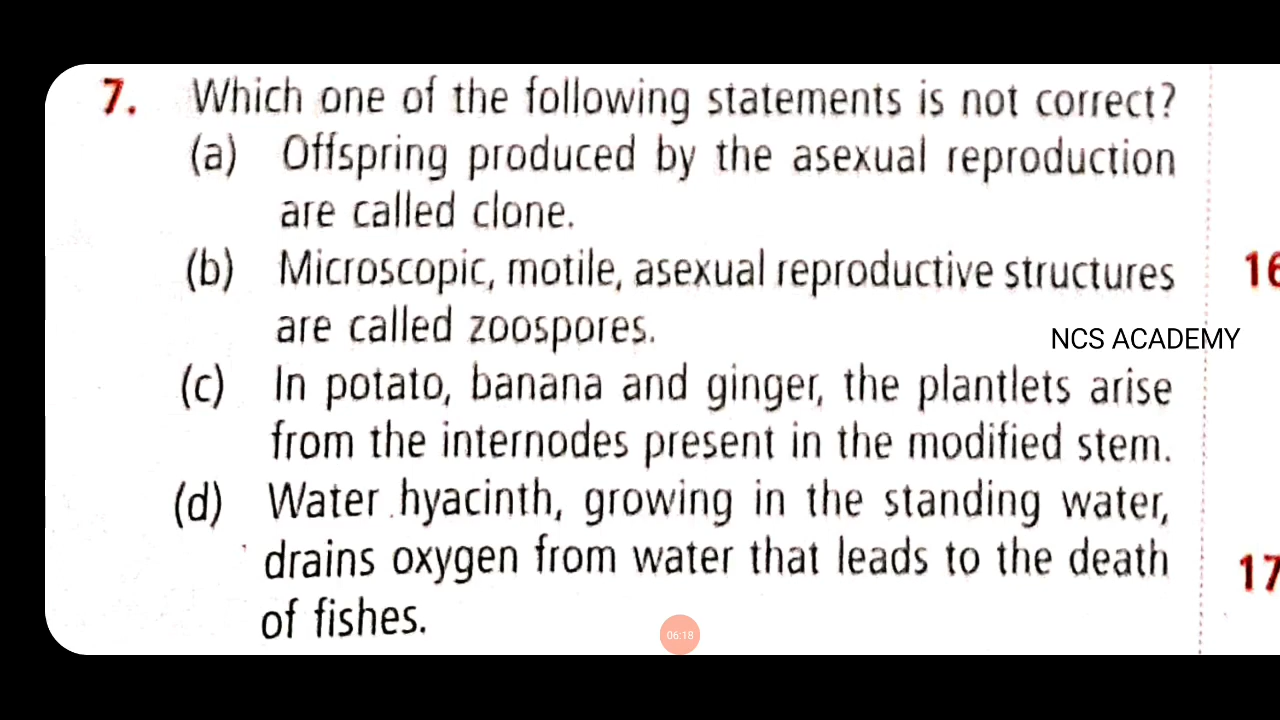 7. Which one of the following statements is not correct?
(a) Offspring produced by the asexual reproduction
are called clone.
(b) Microscopic, motile, asexual reproductive structures
are called zoospores.
(c) In potato, banana and ginger, the plantlets arise
from the internodes present in the modified stem.
(d) Water hyacinth, growing in the standing water,
drains oxygen from water that leads to the death
of fishes.
16
NCS ACADEMY
17
06:18